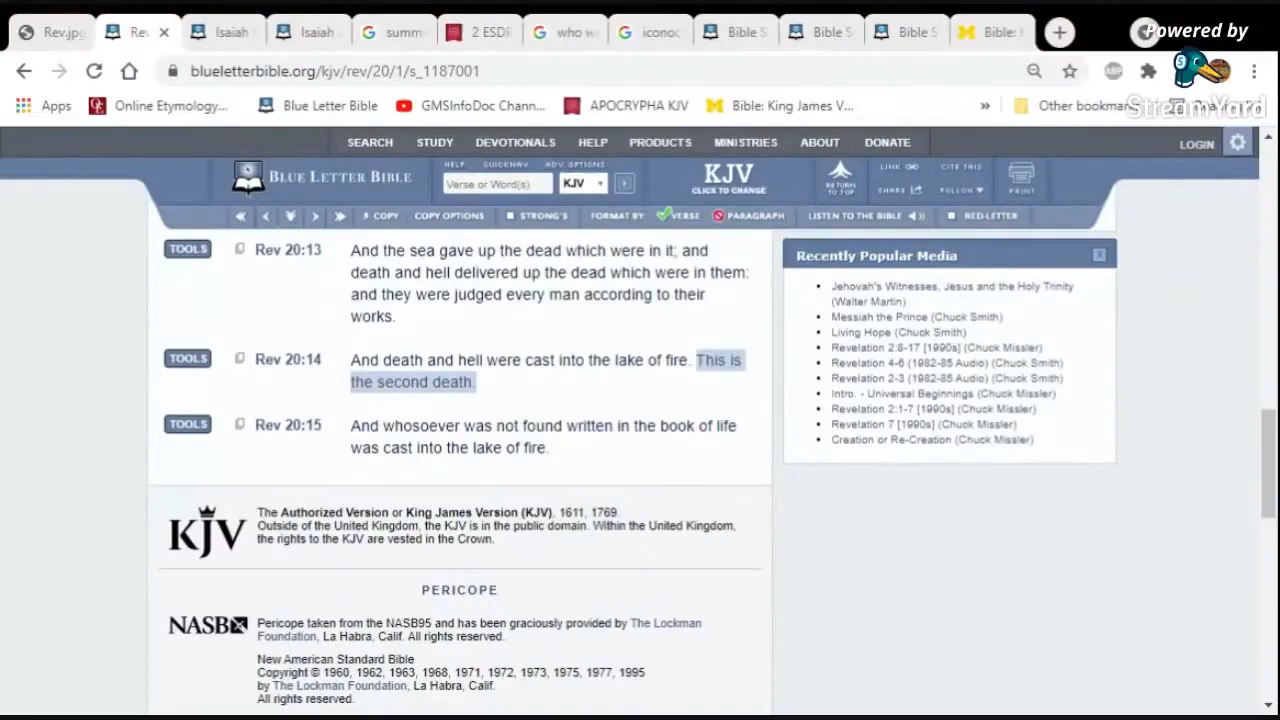 Rev.jpg Rev Isaiah Isaiah summ 2 ESD who w iconoc Bible S Bible S Bible S Bible: Powered by
blueletterbible.org/kjv/rev/20/1/s_1187001
StreamYard
Apps Online Etymology... Blue Letter Bible GMSInfoDoc Chann... APOCRYPHA KJV Bible: King James V... » Other bookmark
SEARCH STUDY DEVOTIONALS HELP PRODUCTS MINISTRIES ABOUT DONATE LOGIN
HELP QUICKNAV ADV OPTIONS
BLUE LETTER BIBLE Verse or Word(s) KJV
KJV
CLICK TO CHANGE
RETURN TO TOP
LINK CITE THIS
SHARE FOLLOW PRINT
COPY COPY OPTIONS STRONG'S FORMAT BY VERSE PARAGRAPH LISTEN TO THE BIBLE RED-LETTER
TOOLS Rev 20:13 And the sea gave up the dead which were in it; and
death and hell delivered up the dead which were in them:
and they were judged every man according to their
works.
TOOLS Rev 20:14 And death and hell were cast into the lake of fire. This is
the second death.
TOOLS Rev 20:15 And whosoever was not found written in the book of life
was cast into the lake of fire.
Recently Popular Media x
Jehovah's Witnesses, Jesus and the Holy Trinity
(Walter Martin)
Messiah the Prince (Chuck Smith)
Living Hope (Chuck Smith)
Revelation 2:8-17 [1990s] (Chuck Missler)
Revelation 4-6 (1982-85 Audio) (Chuck Smith)
Revelation 2-3 (1982-85 Audio) (Chuck Smith)
Intro. - Universal Beginnings (Chuck Missler)
Revelation 2:1-7 [1990s] (Chuck Missler)
Revelation 7 [1990s] (Chuck Missler)
Creation or Re-Creation (Chuck Missler)
KJV
The Authorized Version or King James Version (KJV), 1611, 1769.
Outside of the United Kingdom, the KJV is in the public domain. Within the United Kingdom,
the rights to the KJV are vested in the Crown.
PERICOPE
NASB
Pericope taken from the NASB95 and has been graciously provided by The Lockman
Foundation, La Habra, Calif. All rights reserved.
New American Standard Bible
Copyright © 1960, 1962, 1963, 1968, 1971, 1972, 1973, 1975, 1977, 1995
by The Lockman Foundation, La Habra, Calif.
All rights reserved.